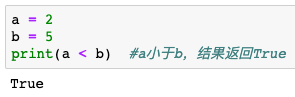 a = 2
b = 5
print(a < b)  #a小于b，结果返回True
True